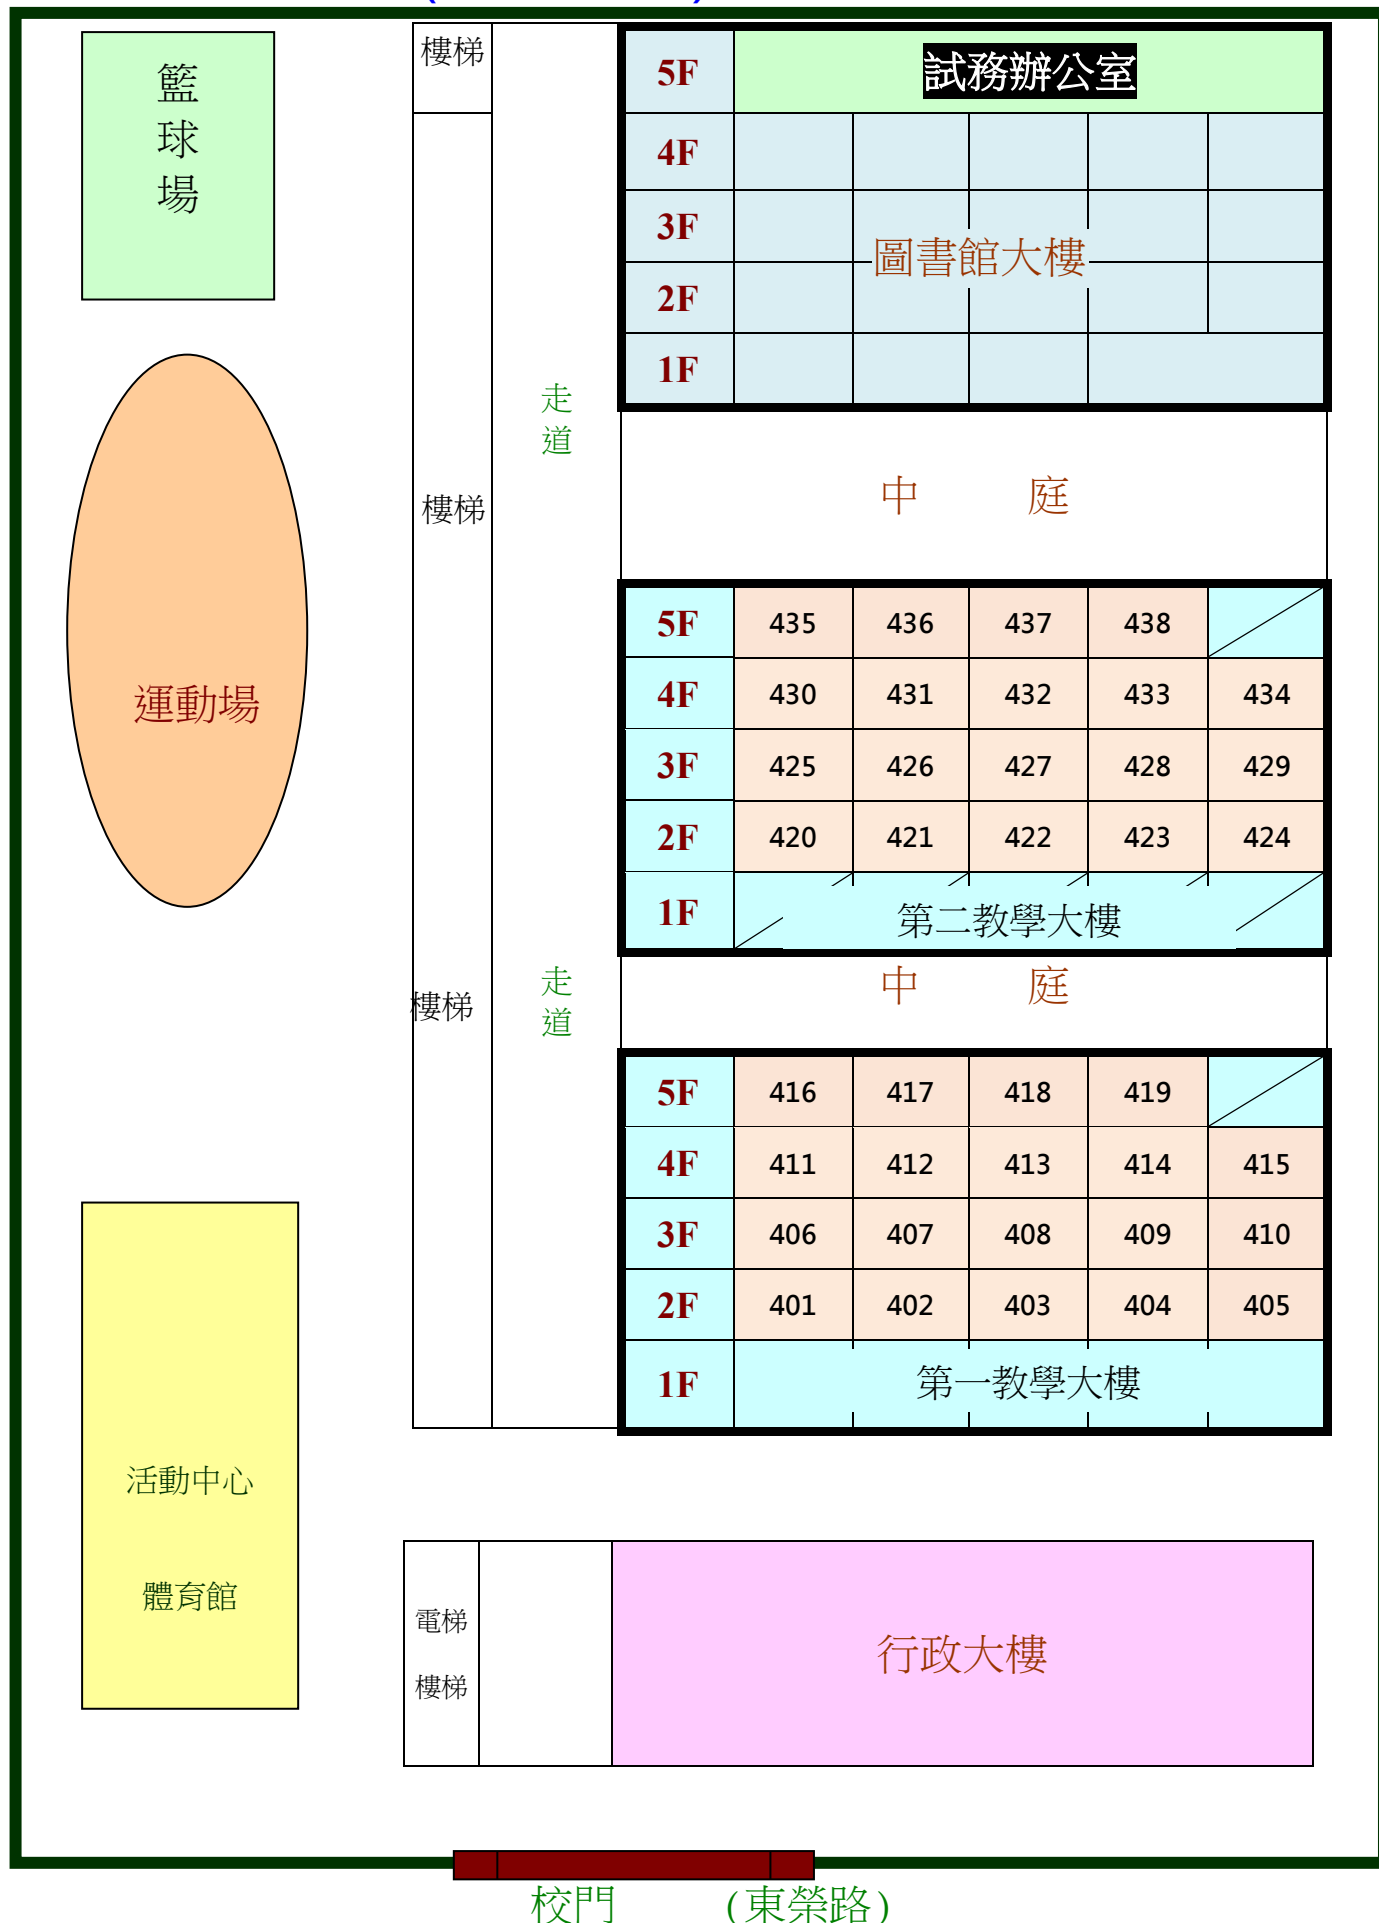 籃
球
場
樓梯
5F 試務辦公室
4F
3F
圖書館大樓
2F
1F
走
道
樓梯
中 庭
運動場
5F 435 436 437 438
4F 430 431 432 433 434
3F 425 426 427 428 429
2F 420 421 422 423 424
1F 第二教學大樓
走
道
樓梯
中 庭
5F 416 417 418 419
4F 411 412 413 414 415
3F 406 407 408 409 410
2F 401 402 403 404 405
1F 第一教學大樓
活動中心
體育館
電梯
樓梯
行政大樓
校門 (東榮路)